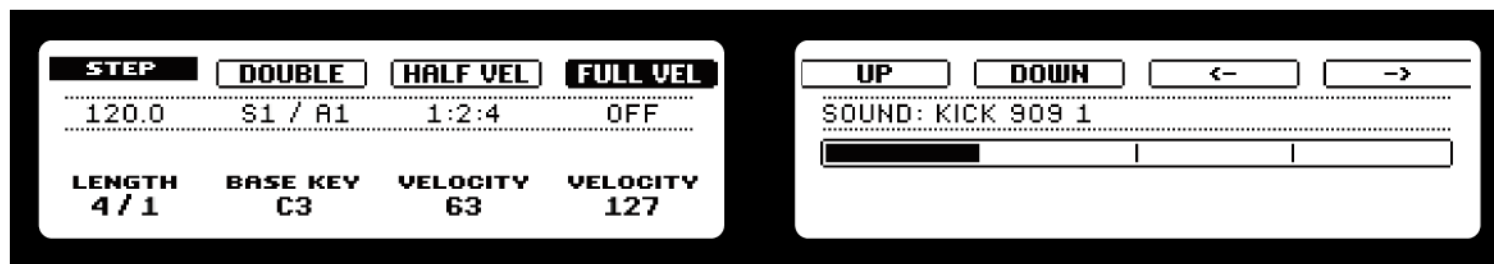 STEP DOUBLE HALF VEL FULL VEL
120.0 S1 / A1 1:2:4 OFF
LENGTH BASE KEY VELOCITY VELOCITY
4 / 1 C3 63 127
UP DOWN <- ->
SOUND: KICK 909 1